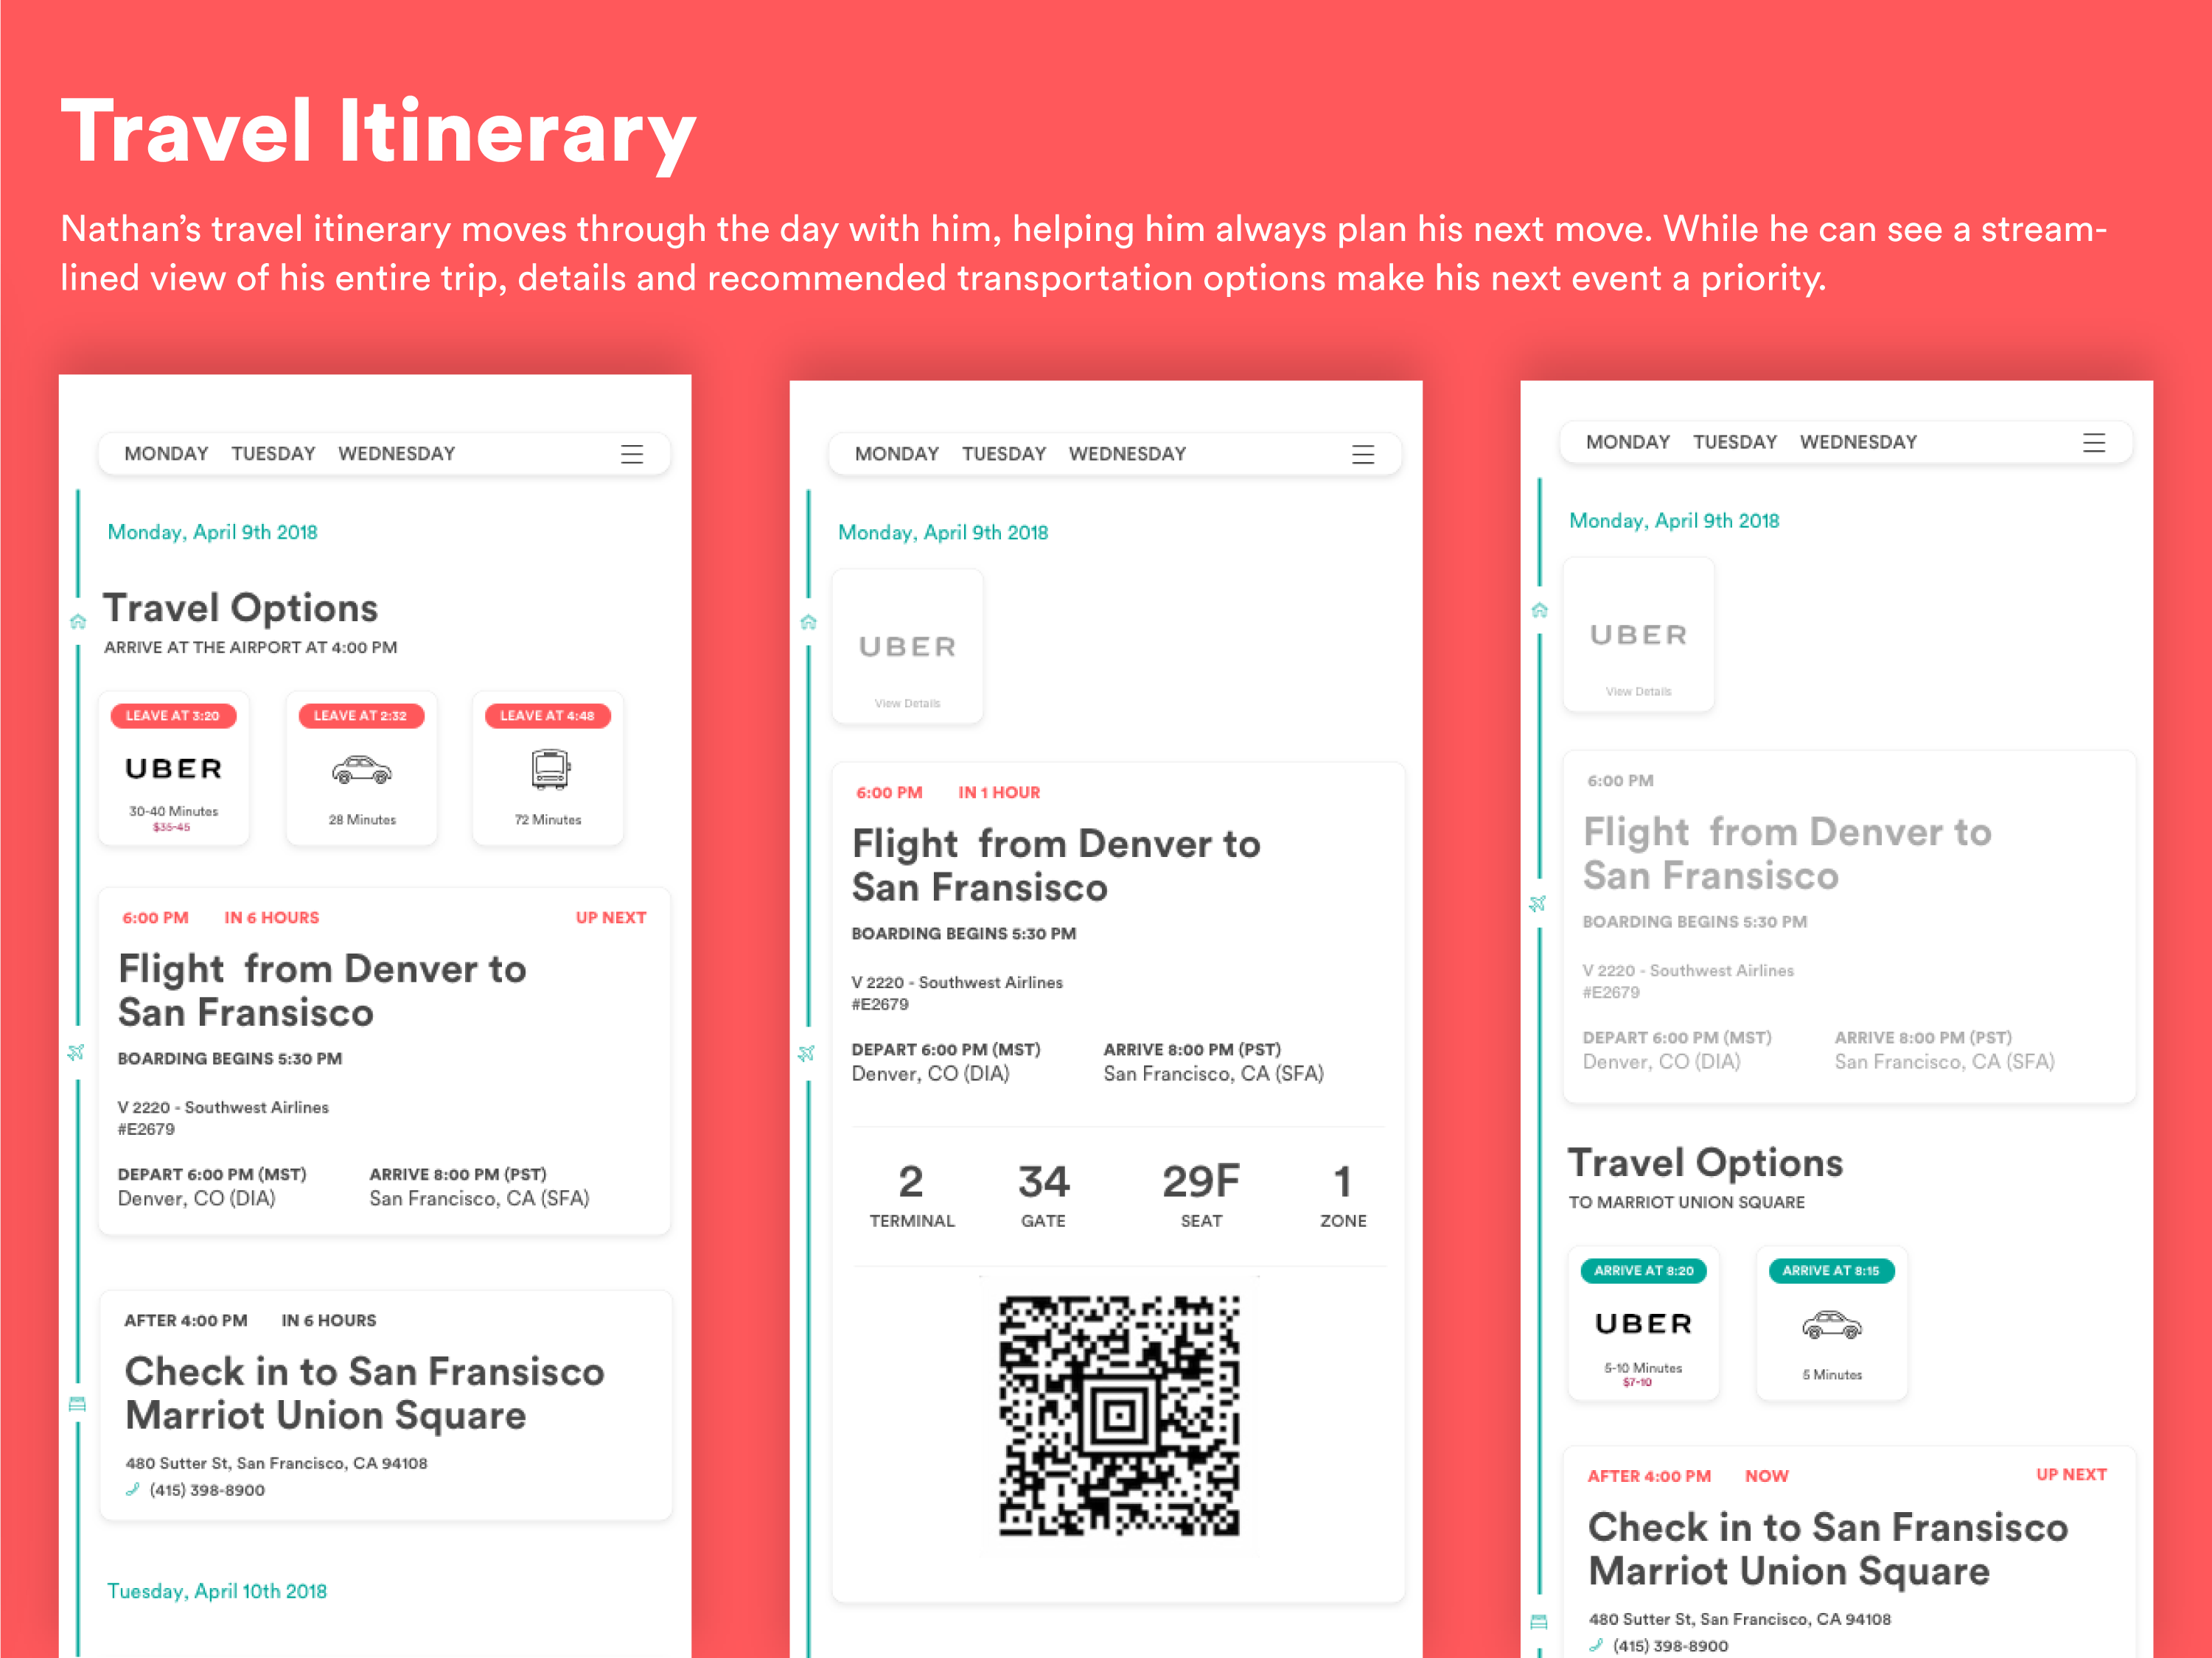 Travel Itinerary
Nathan’s travel itinerary moves through the day with him, helping him always plan his next move. While he can see a stream-
lined view of his entire trip, details and recommended transportation options make his next event a priority.
MONDAY TUESDAY WEDNESDAY
Monday, April 9th 2018
Travel Options
ARRIVE AT THE AIRPORT AT 4:00 PM
LEAVE AT 3:20
UBER
30-40 Minutes
$35-45
LEAVE AT 2:32
28 Minutes
LEAVE AT 4:48
72 Minutes
6:00 PM IN 6 HOURS UP NEXT
Flight from Denver to
San Fransisco
BOARDING BEGINS 5:30 PM
V 2220 - Southwest Airlines
#E2679
DEPART 6:00 PM (MST) ARRIVE 8:00 PM (PST)
Denver, CO (DIA) San Francisco, CA (SFA)
AFTER 4:00 PM IN 6 HOURS
Check in to San Fransisco
Marriot Union Square
480 Sutter St, San Francisco, CA 94108
(415) 398-8900
Tuesday, April 10th 2018
MONDAY TUESDAY WEDNESDAY
Monday, April 9th 2018
UBER
View Details
6:00 PM IN 1 HOUR
Flight from Denver to
San Fransisco
BOARDING BEGINS 5:30 PM
V 2220 - Southwest Airlines
#E2679
DEPART 6:00 PM (MST) ARRIVE 8:00 PM (PST)
Denver, CO (DIA) San Francisco, CA (SFA)
2 34 29F 1
TERMINAL GATE SEAT ZONE
MONDAY TUESDAY WEDNESDAY
Monday, April 9th 2018
UBER
View Details
6:00 PM
Flight from Denver to
San Fransisco
BOARDING BEGINS 5:30 PM
V 2220 - Southwest Airlines
#E2679
DEPART 6:00 PM (MST) ARRIVE 8:00 PM (PST)
Denver, CO (DIA) San Francisco, CA (SFA)
Travel Options
TO MARRIOT UNION SQUARE
ARRIVE AT 8:20
UBER
5-10 Minutes
$7-10
ARRIVE AT 8:15
5 Minutes
AFTER 4:00 PM NOW UP NEXT
Check in to San Fransisco
Marriot Union Square
480 Sutter St, San Francisco, CA 94108
(415) 398-8900